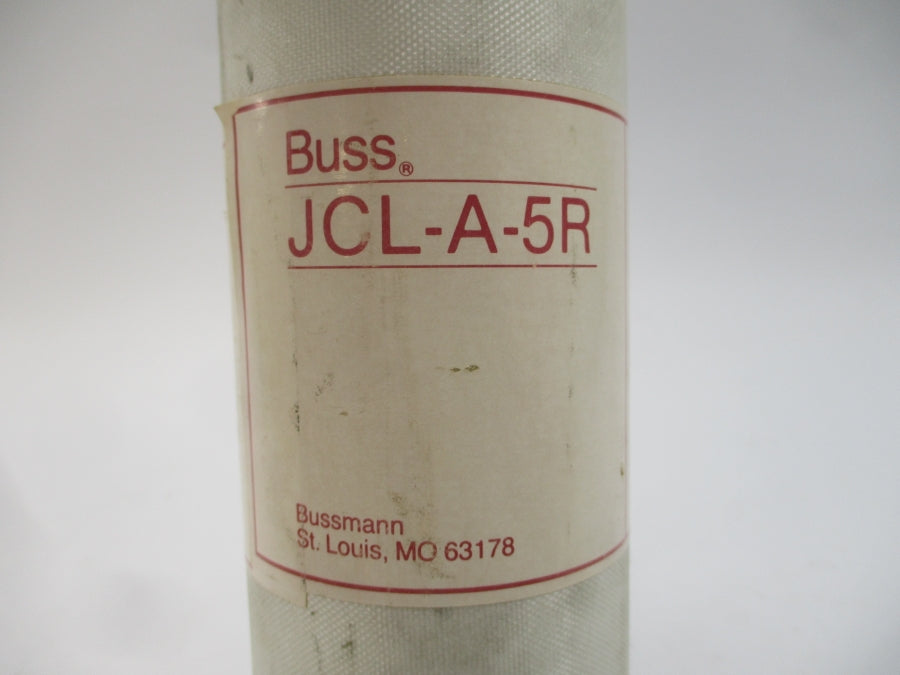 Buss®
JCL-A-5R
Bussmann
St. Louis, MO 63178